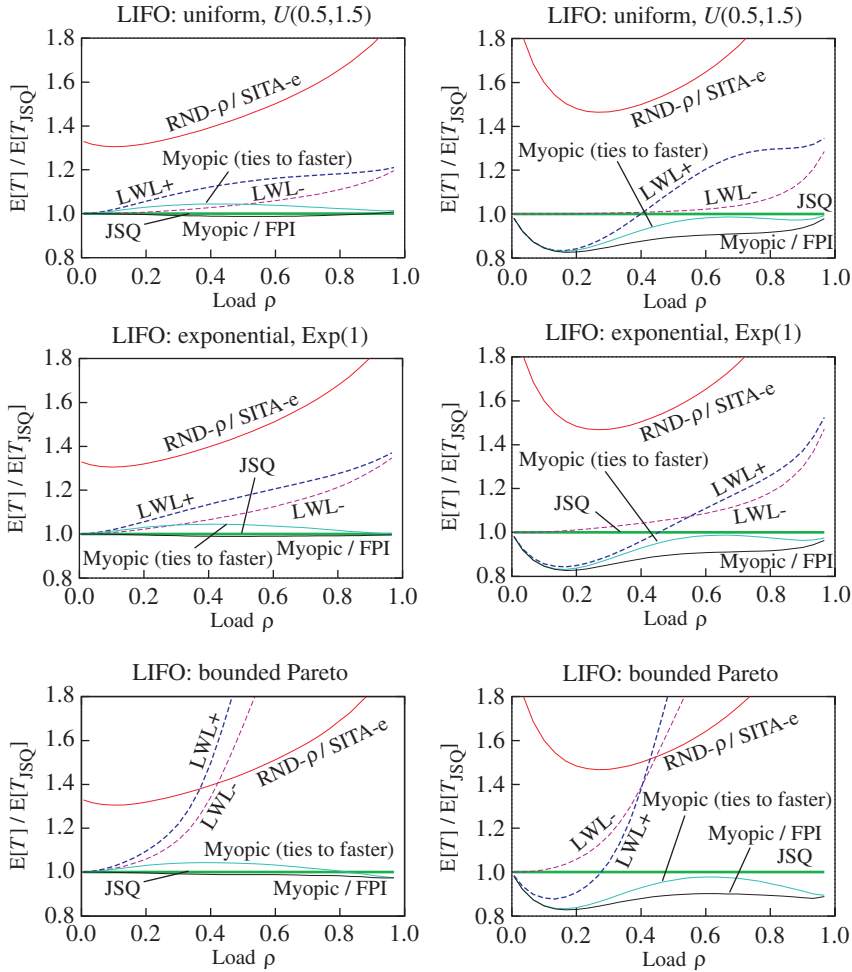 LIFO: uniform, U(0.5,1.5)
E[T] / E[T_JSQ]
1.8
1.6
1.4
1.2
1.0
0.8
RND-ρ / SITA-e
Myopic (ties to faster)
LWL+
LWL-
JSQ
Myopic / FPI
0.0 0.2 0.4 0.6 0.8 1.0
Load ρ
LIFO: uniform, U(0.5,1.5)
1.8
1.6
1.4
1.2
1.0
0.8
RND-ρ / SITA-e
Myopic (ties to faster)
LWL+
LWL-
JSQ
Myopic / FPI
0.0 0.2 0.4 0.6 0.8 1.0
Load ρ
LIFO: exponential, Exp(1)
E[T] / E[T_JSQ]
1.8
1.6
1.4
1.2
1.0
0.8
RND-ρ / SITA-e
JSQ
LWL+
LWL-
Myopic (ties to faster)
Myopic / FPI
0.0 0.2 0.4 0.6 0.8 1.0
Load ρ
LIFO: exponential, Exp(1)
1.8
1.6
1.4
1.2
1.0
0.8
RND-ρ / SITA-e
Myopic (ties to faster)
LWL+
JSQ
LWL-
Myopic / FPI
0.0 0.2 0.4 0.6 0.8 1.0
Load ρ
LIFO: bounded Pareto
E[T] / E[T_JSQ]
1.8
1.6
1.4
1.2
1.0
0.8
LWL+
RND-ρ / SITA-e
LWL-
Myopic (ties to faster)
JSQ
Myopic / FPI
0.0 0.2 0.4 0.6 0.8 1.0
Load ρ
LIFO: bounded Pareto
1.8
1.6
1.4
1.2
1.0
0.8
RND-ρ / SITA-e
Myopic (ties to faster)
LWL-
LWL+
Myopic / FPI
JSQ
0.0 0.2 0.4 0.6 0.8 1.0
Load ρ